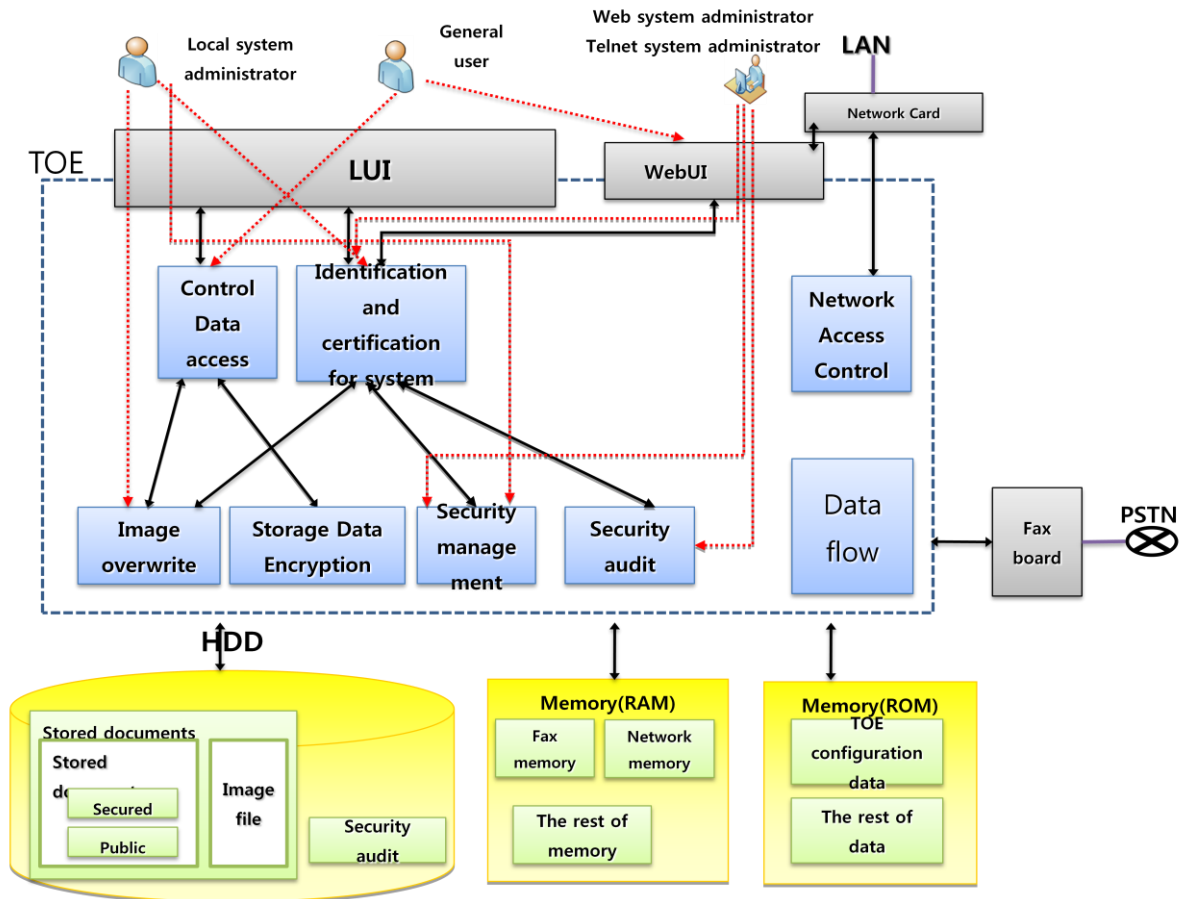 Local system
administrator
General
user
Web system administrator
Telnet system administrator
LAN
Network Card
TOE
LUI
WebUI
Control
Data
access
Identification
and
certification
for system
Network
Access
Control
Image
overwrite
Storage Data
Encryption
Security
manage
ment
Security
audit
Data
flow
Fax
board
PSTN
HDD
Stored documents
Stored
Secured
Public
Image
file
Security
audit
Memory(RAM)
Fax
memory
Network
memory
The rest of
memory
Memory(ROM)
TOE
configuration
data
The rest of
data